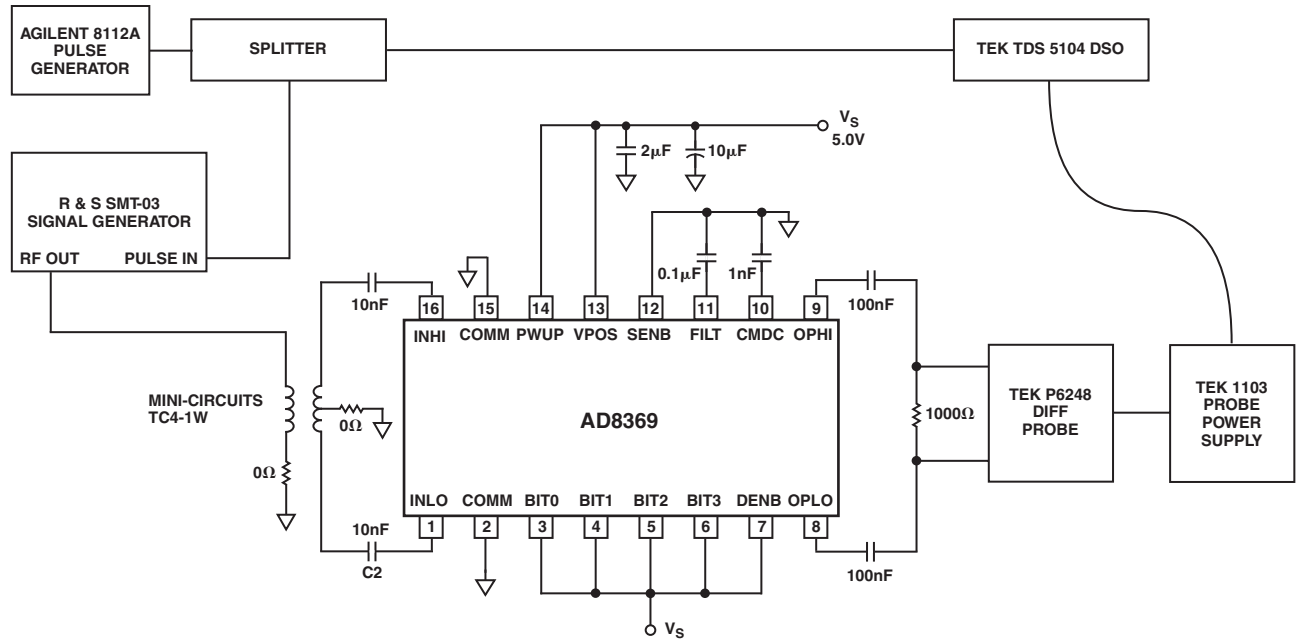 AGILENT 8112A
PULSE
GENERATOR
SPLITTER
TEK TDS 5104 DSO
VS
5.0V
2µF
10µF
R & S SMT-03
SIGNAL GENERATOR
RF OUT
PULSE IN
0.1µF
1nF
10nF
100nF
16
15
14
13
12
11
10
9
INHI
COMM
PWUP
VPOS
SENB
FILT
CMDC
OPHI
MINI-CIRCUITS
TC4-1W
0Ω
0Ω
AD8369
1000Ω
TEK P6248
DIFF
PROBE
TEK 1103
PROBE
POWER
SUPPLY
INLO
COMM
BIT0
BIT1
BIT2
BIT3
DENB
OPLO
1
2
3
4
5
6
7
8
10nF
C2
100nF
VS